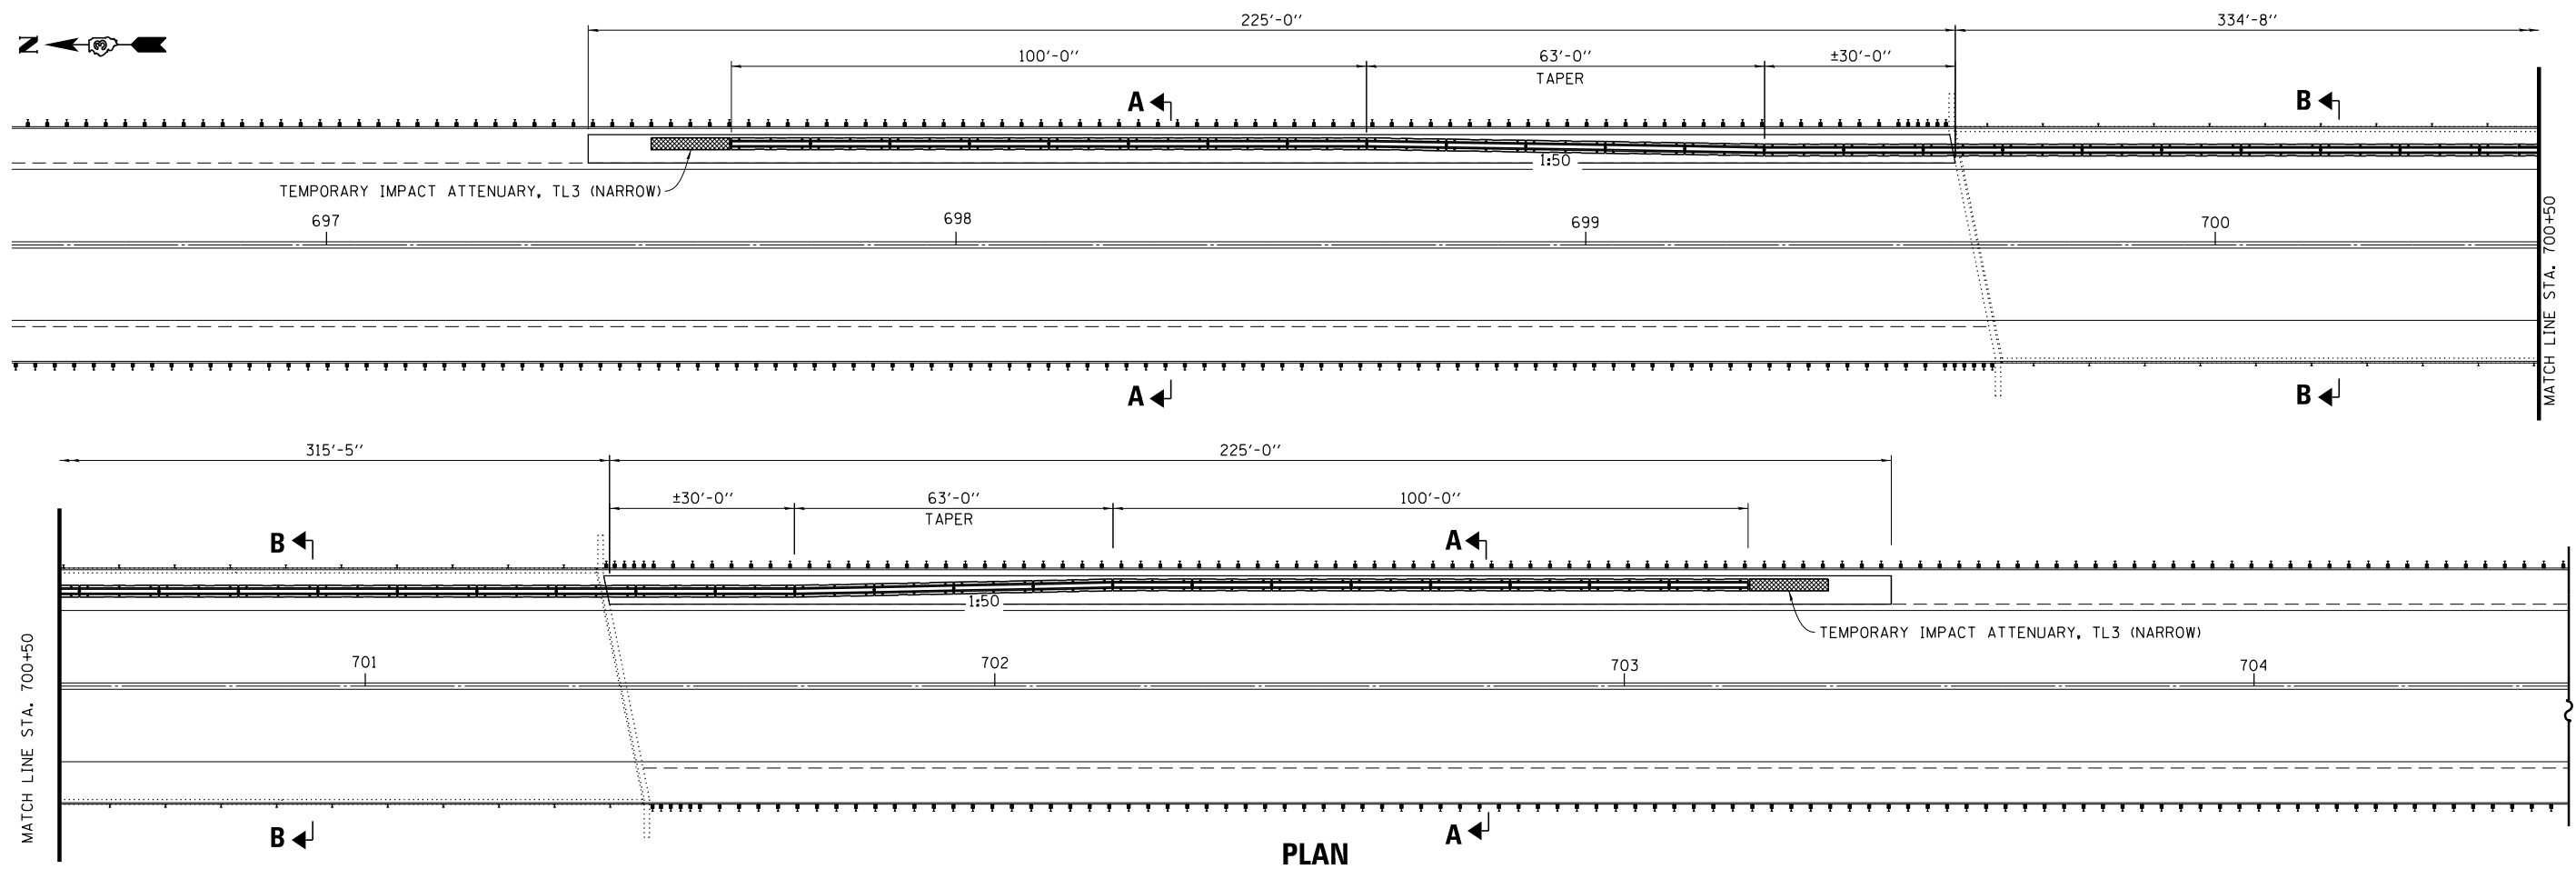 225'-0''
334'-8''
N
3
100'-0''
63'-0''
±30'-0''
TAPER
A
B
1:50
TEMPORARY IMPACT ATTENUARY, TL3 (NARROW)
697
698
699
700
MATCH LINE STA. 700+50
A
B
315'-5''
225'-0''
±30'-0''
63'-0''
100'-0''
TAPER
B
A
1:50
TEMPORARY IMPACT ATTENUARY, TL3 (NARROW)
701
702
703
704
MATCH LINE STA. 700+50
B
A
PLAN